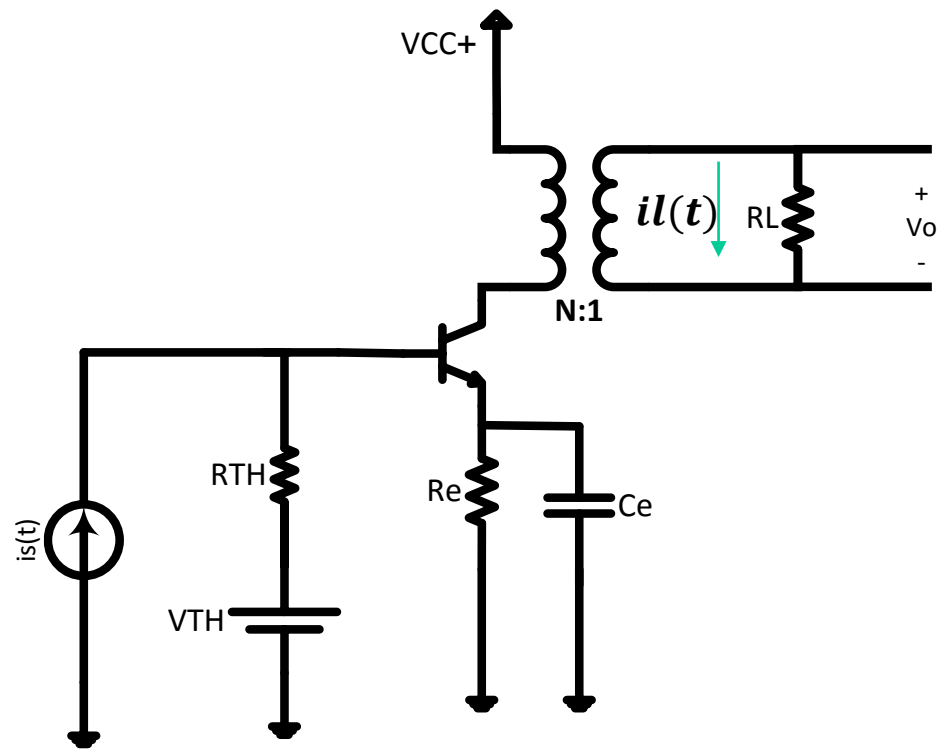 VCC+
il(t)
RL
+
Vo
-
N:1
RTH
Re
Ce
is(t)
VTH